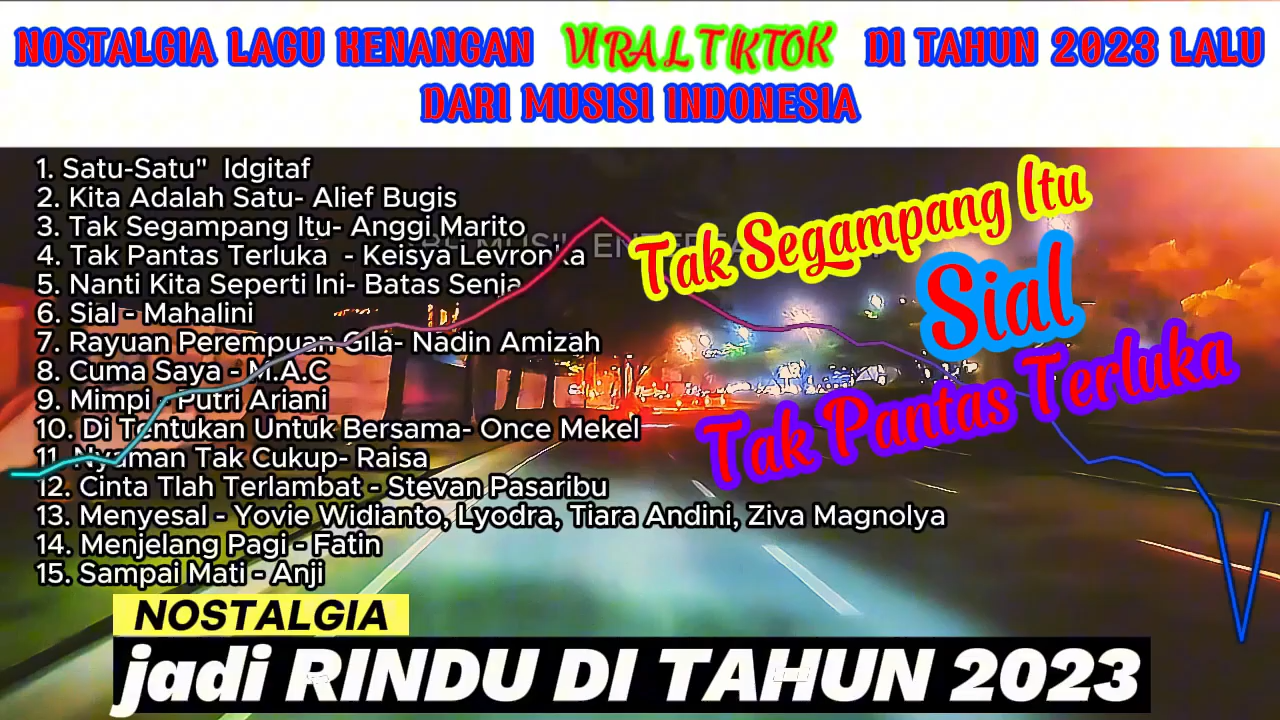 NOSTALGIA LAGU KENANGAN VIRAL TIKTOK DI TAHUN 2023 LALU
DARI MUSISI INDONESIA
1. Satu-Satu" Idgitaf
2. Kita Adalah Satu- Alief Bugis
3. Tak Segampang Itu- Anggi Marito
4. Tak Pantas Terluka - Keisya Levronka
5. Nanti Kita Seperti Ini- Batas Senja
6. Sial - Mahalini
7. Rayuan Perempuan Gila- Nadin Amizah
8. Cuma Saya - M.A.C
9. Mimpi - Putri Ariani
10. Di Tentukan Untuk Bersama- Once Mekel
11. Nyaman Tak Cukup- Raisa
12. Cinta Tlah Terlambat - Stevan Pasaribu
13. Menyesal - Yovie Widianto, Lyodra, Tiara Andini, Ziva Magnolya
14. Menjelang Pagi - Fatin
15. Sampai Mati - Anji
Tak Segampang Itu
Sial
Tak Pantas Terluka
NOSTALGIA
jadi RINDU DI TAHUN 2023